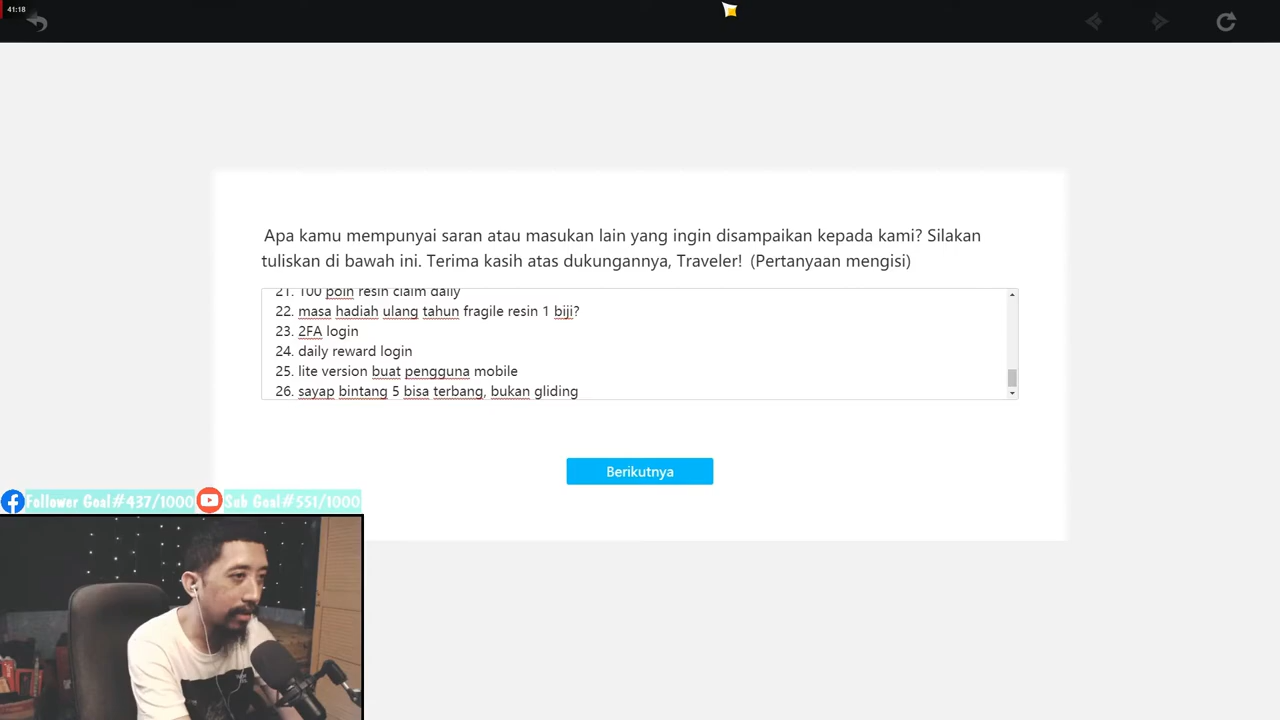 41:18
Apa kamu mempunyai saran atau masukan lain yang ingin disampaikan kepada kami? Silakan
tuliskan di bawah ini. Terima kasih atas dukungannya, Traveler! (Pertanyaan mengisi)
21. 100 poin resin claim daily
22. masa hadiah ulang tahun fragile resin 1 biji?
23. 2FA login
24. daily reward login
25. lite version buat pengguna mobile
26. sayap bintang 5 bisa terbang, bukan gliding
Berikutnya
Follower Goal#437/1000 Sub Goal#551/1000